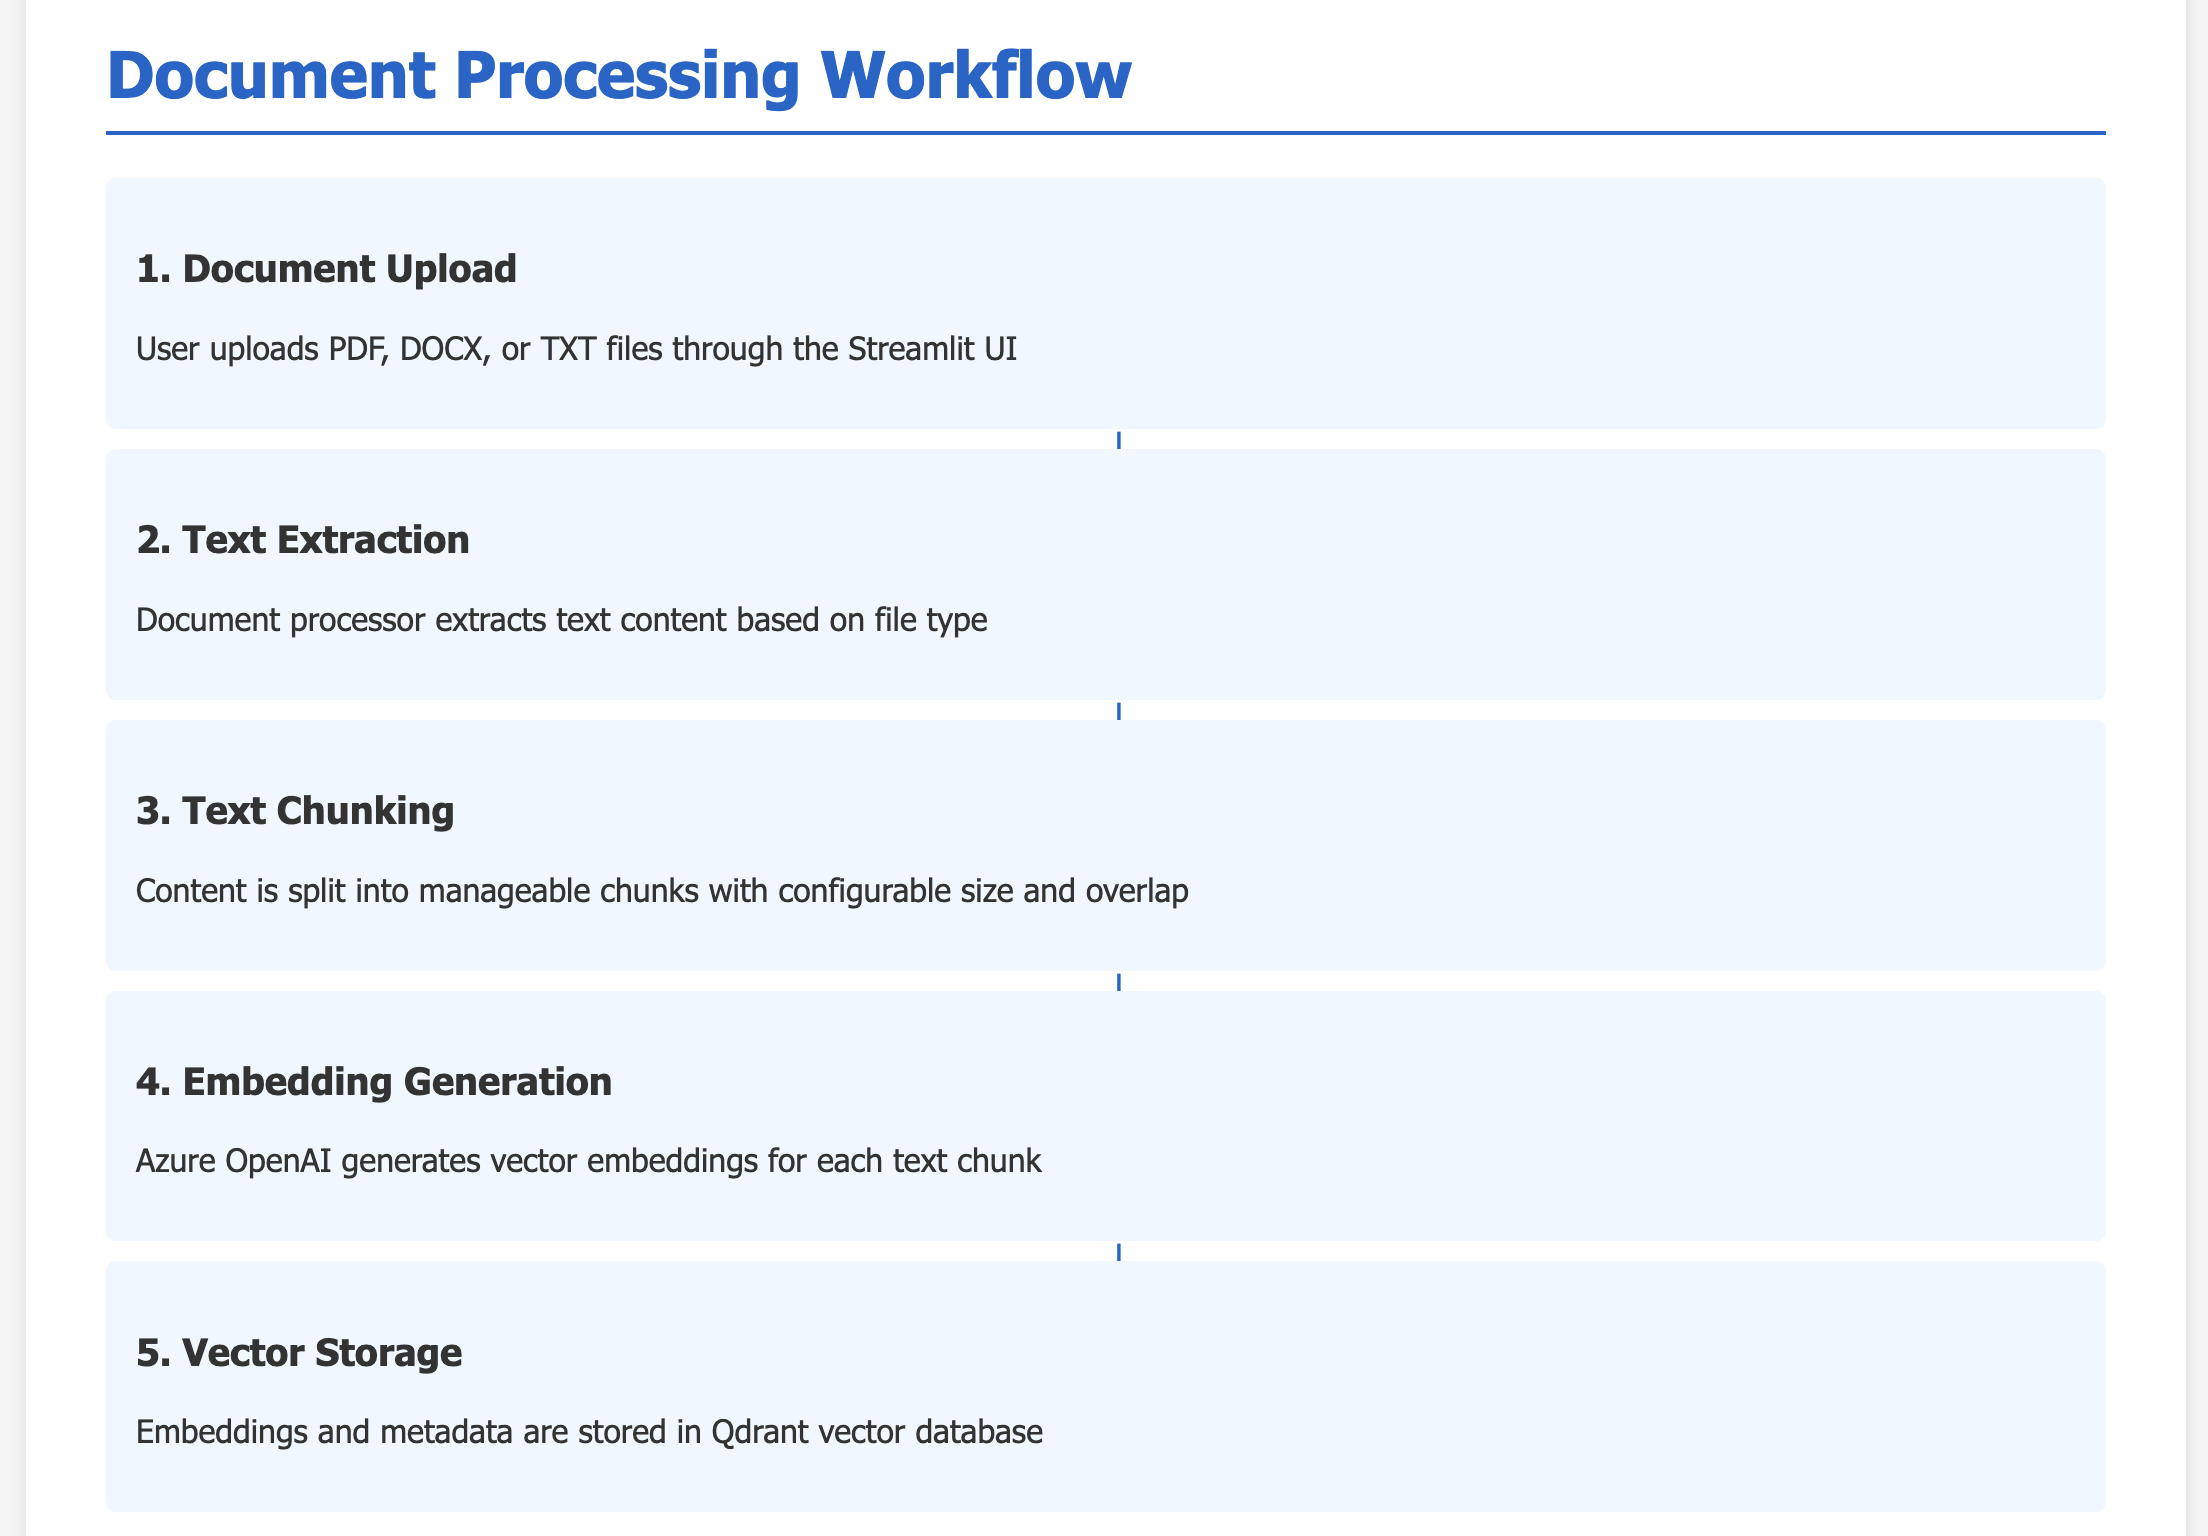 Document Processing Workflow
1. Document Upload
User uploads PDF, DOCX, or TXT files through the Streamlit UI
2. Text Extraction
Document processor extracts text content based on file type
3. Text Chunking
Content is split into manageable chunks with configurable size and overlap
4. Embedding Generation
Azure OpenAI generates vector embeddings for each text chunk
5. Vector Storage
Embeddings and metadata are stored in Qdrant vector database